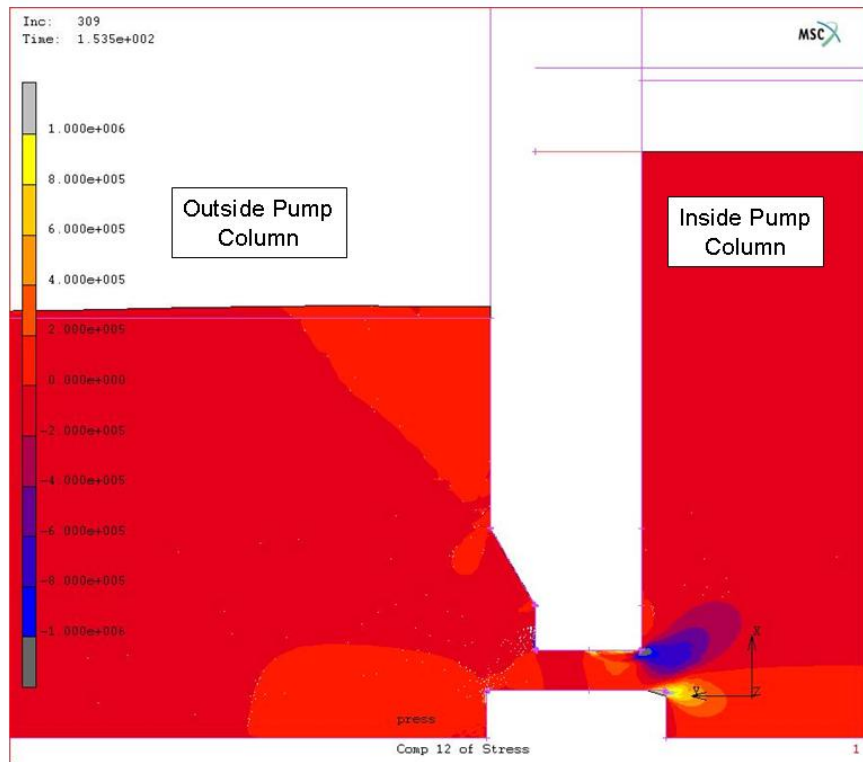 Inc: 309
Time: 1.535e+002
MSC
1.000e+006
8.000e+005
6.000e+005
4.000e+005
2.000e+005
0.000e+000
-2.000e+005
-4.000e+005
-6.000e+005
-8.000e+005
-1.000e+006
Outside Pump
Column
Inside Pump
Column
X
Y
Z
press
Comp 12 of Stress
1